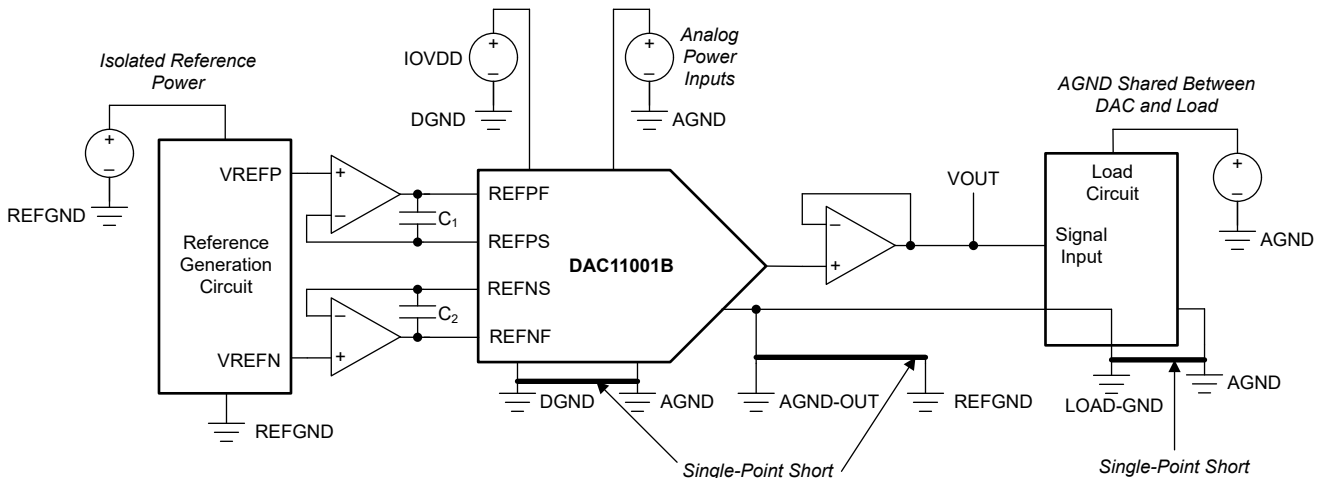 Isolated Reference
Power
+
−
REFGND
VREFP
Reference
Generation
Circuit
VREFN
REFGND
+
−
C1
−
+
C2
IOVDD
+
−
DGND
+
−
Analog
Power
Inputs
AGND
REFPF
REFPS
REFNS
REFNF
DAC11001B
DGND
AGND
−
+
VOUT
AGND-OUT
REFGND
Single-Point Short
AGND Shared Between
DAC and Load
Load
Circuit
Signal
Input
+
−
AGND
LOAD-GND
AGND
Single-Point Short